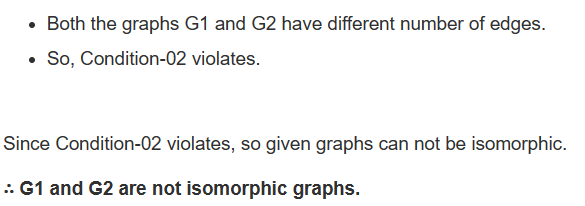 • Both the graphs G1 and G2 have different number of edges.
• So, Condition-02 violates.
Since Condition-02 violates, so given graphs can not be isomorphic.
∴ G1 and G2 are not isomorphic graphs.